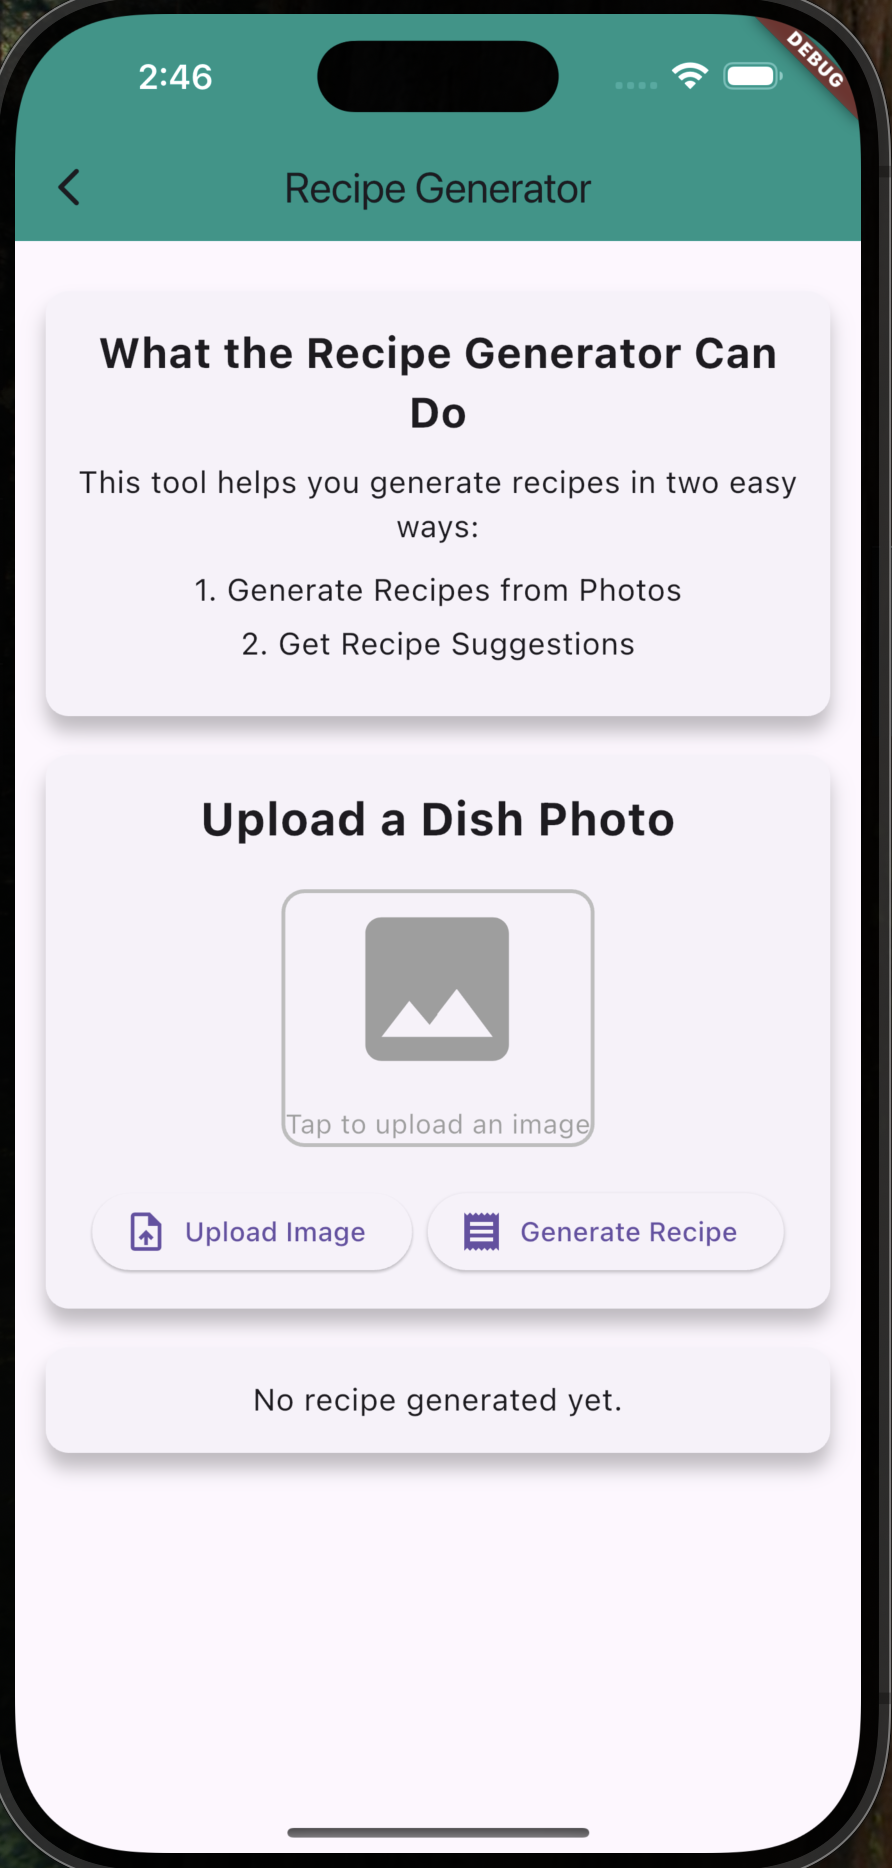 2:46
DEBUG
Recipe Generator
What the Recipe Generator Can
Do
This tool helps you generate recipes in two easy
ways:
1. Generate Recipes from Photos
2. Get Recipe Suggestions
Upload a Dish Photo
Tap to upload an image
Upload Image
Generate Recipe
No recipe generated yet.